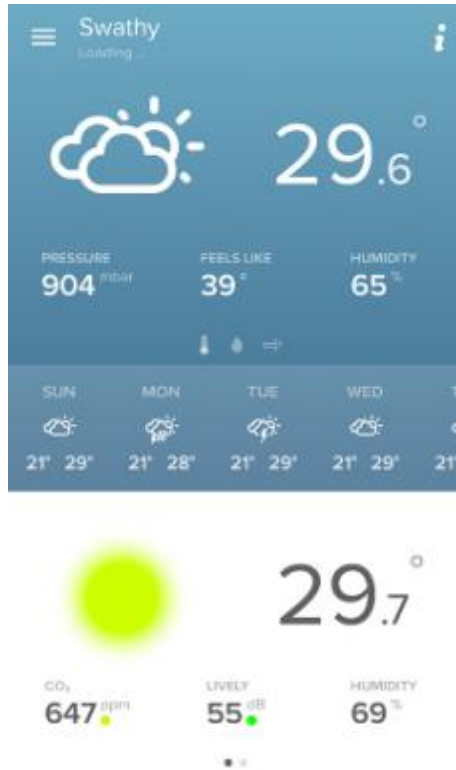 Swathy
Loading ...
29.6°
PRESSURE FEELS LIKE HUMIDITY
904 mbar 39° 65 %
SUN MON TUE WED
21° 29° 21° 28° 21° 29° 21° 29° 21°
29.7°
CO₂ LIVELY HUMIDITY
647 ppm 55 dB 69 %